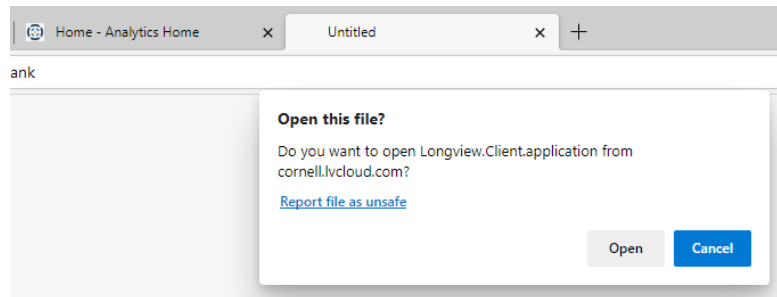 Home - Analytics Home
Untitled
ank
Open this file?
Do you want to open Longview.Client.application from
cornell.lvcloud.com?
Report file as unsafe
Open
Cancel